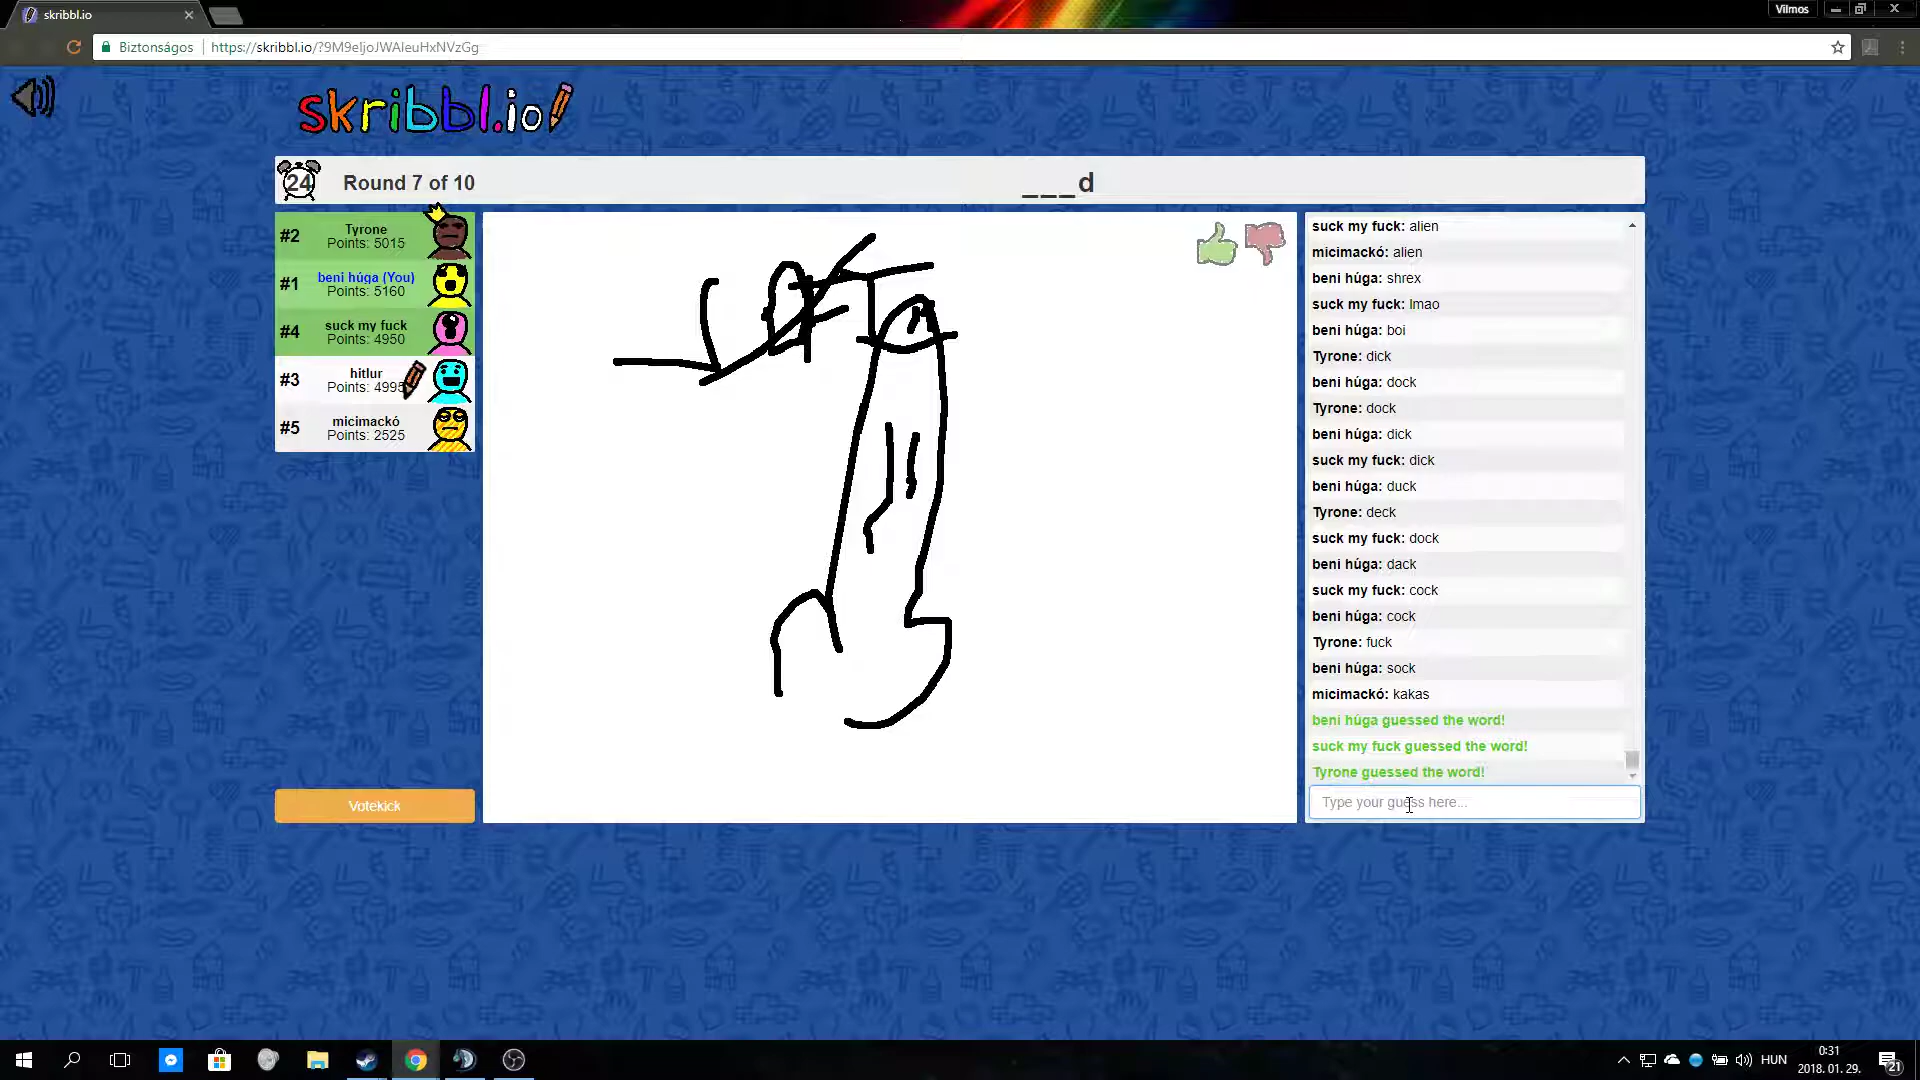 skribbl.io
Vilmos
Biztonságos
https://skribbl.io/?9M9eljoJWAleuHxNVzGg
skribbl.io
24
Round 7 of 10
___d
#2
Tyrone
Points: 5015
#1
beni húga (You)
Points: 5160
#4
suck my fuck
Points: 4950
#3
hitlur
Points: 4995
#5
micimackó
Points: 2525
Votekick
suck my fuck: alien
micimackó: alien
beni húga: shrex
suck my fuck: lmao
beni húga: boi
Tyrone: dick
beni húga: dock
Tyrone: dock
beni húga: dick
suck my fuck: dick
beni húga: duck
Tyrone: deck
suck my fuck: dock
beni húga: dack
suck my fuck: cock
beni húga: cock
Tyrone: fuck
beni húga: sock
micimackó: kakas
beni húga guessed the word!
suck my fuck guessed the word!
Tyrone guessed the word!
Type your guess here...
HUN
0:31
2018. 01. 29.
21